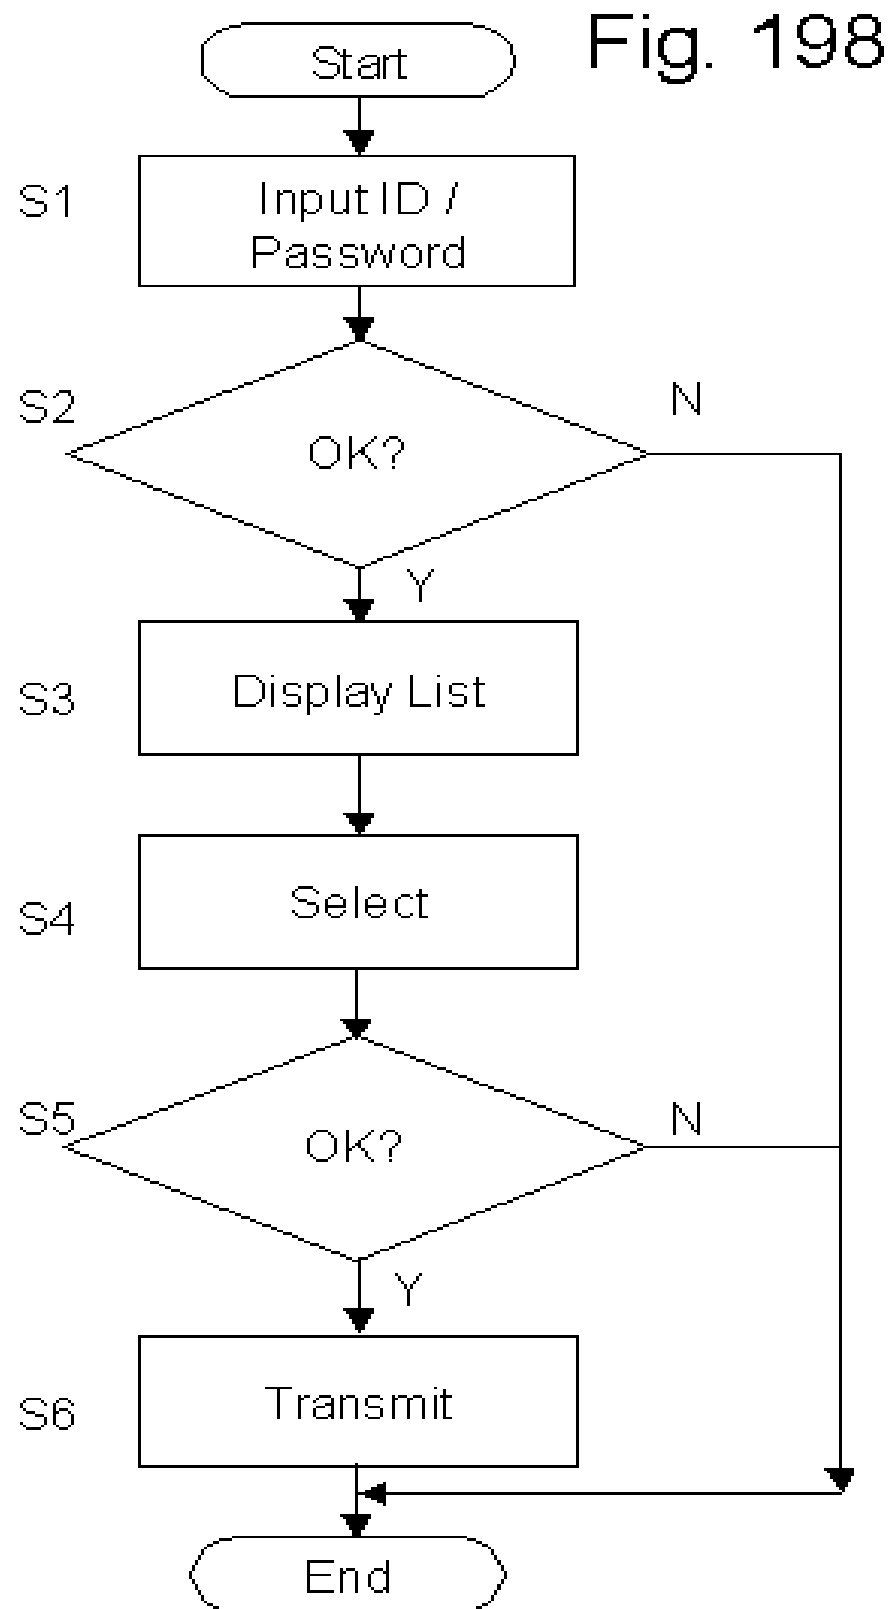 Fig. 198
Start
S1
Input ID /
Password
S2
OK?
N
Y
S3
Display List
S4
Select
S5
OK?
N
Y
S6
Transmit
End